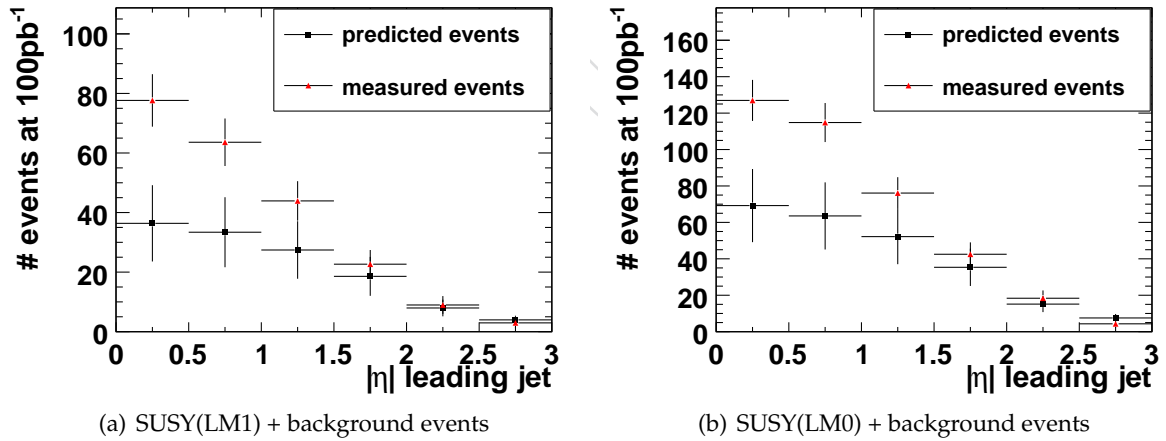 # events at 100pb⁻¹
100
80
60
40
20
0
predicted events
measured events
0 0.5 1 1.5 2 2.5 3
|η| leading jet
(a) SUSY(LM1) + background events
# events at 100pb⁻¹
160
140
120
100
80
60
40
20
0
predicted events
measured events
0 0.5 1 1.5 2 2.5 3
|η| leading jet
(b) SUSY(LM0) + background events